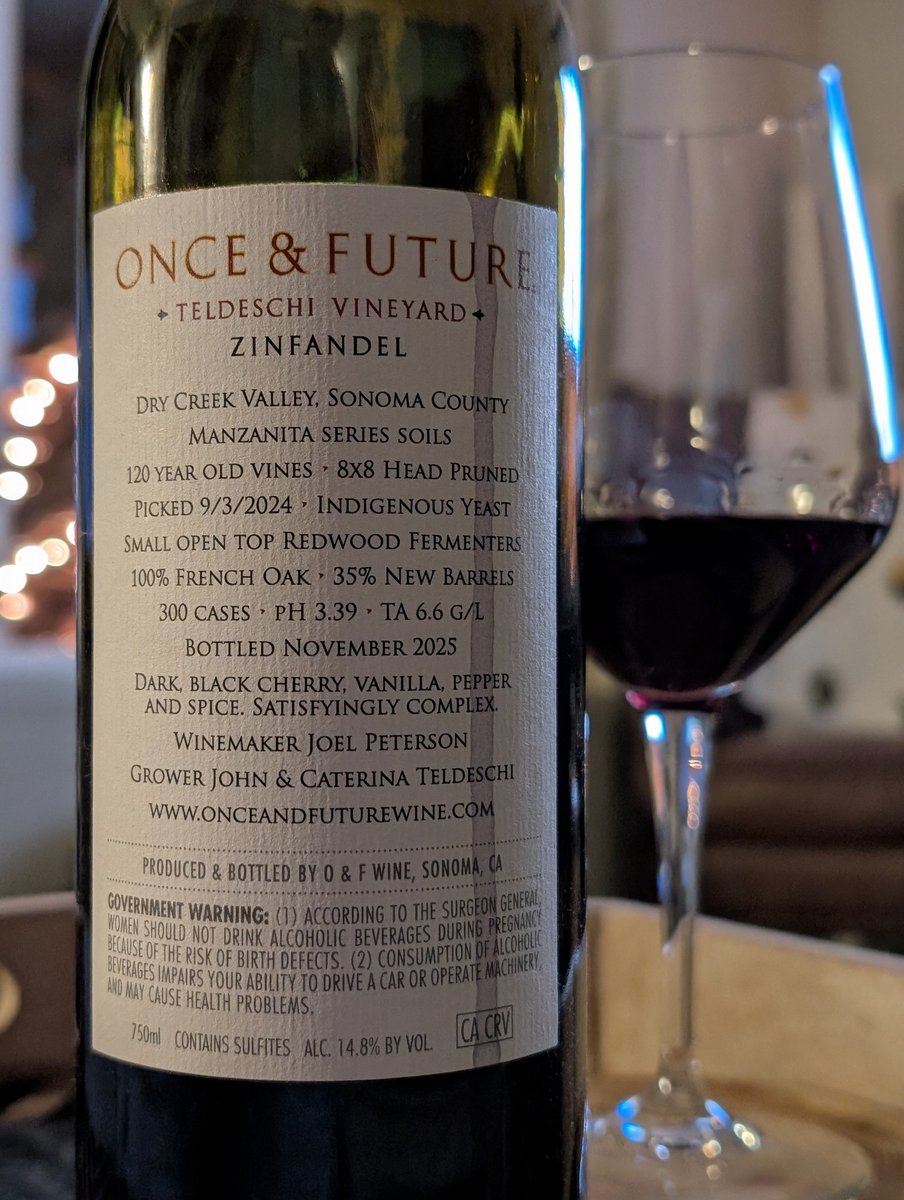 ONCE & FUTURE
TELDESCHI VINEYARD
ZINFANDEL
DRY CREEK VALLEY, SONOMA COUNTY
MANZANITA SERIES SOILS
120 YEAR OLD VINES · 8X8 HEAD PRUNED
PICKED 9/3/2024 · INDIGENOUS YEAST
SMALL OPEN TOP REDWOOD FERMENTERS
100% FRENCH OAK · 35% NEW BARRELS
300 CASES · PH 3.39 · TA 6.6 G/L
BOTTLED NOVEMBER 2025
DARK, BLACK CHERRY, VANILLA, PEPPER
AND SPICE. SATISFYINGLY COMPLEX.
WINEMAKER JOEL PETERSON
GROWER JOHN & CATERINA TELDESCHI
WWW.ONCEANDFUTUREWINE.COM
PRODUCED & BOTTLED BY O & F WINE, SONOMA, CA
GOVERNMENT WARNING: (1) ACCORDING TO THE SURGEON GENERAL,
WOMEN SHOULD NOT DRINK ALCOHOLIC BEVERAGES DURING PREGNANCY
BECAUSE OF THE RISK OF BIRTH DEFECTS. (2) CONSUMPTION OF ALCOHOLIC
BEVERAGES IMPAIRS YOUR ABILITY TO DRIVE A CAR OR OPERATE MACHINERY,
AND MAY CAUSE HEALTH PROBLEMS.
750ml CONTAINS SULFITES ALC. 14.8% BY VOL. CA CRV